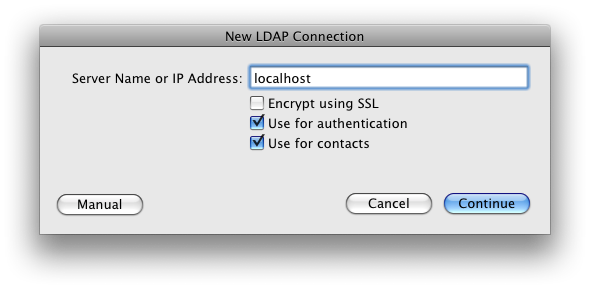 New LDAP Connection
Server Name or IP Address: localhost
Encrypt using SSL
Use for authentication
Use for contacts
Manual Cancel Continue